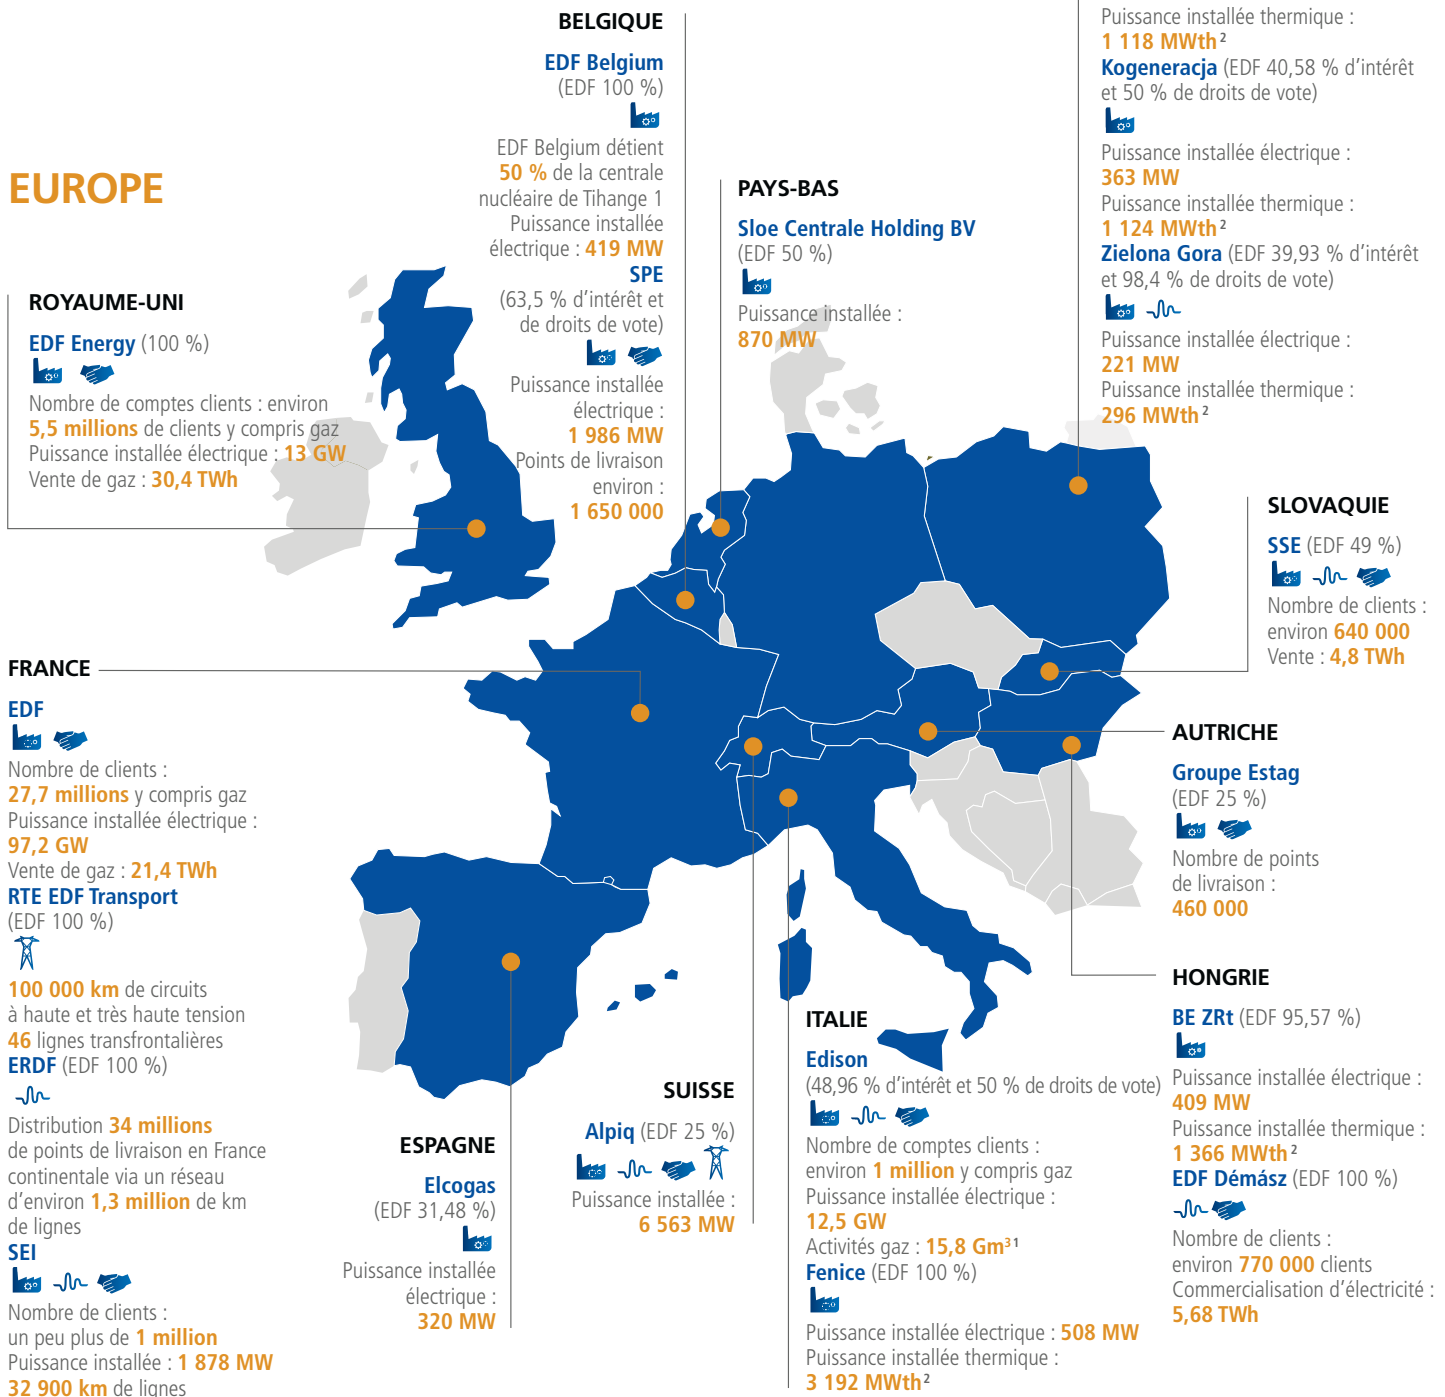 EUROPE
ROYAUME-UNI
EDF Energy (100 %)
Nombre de comptes clients : environ
5,5 millions de clients y compris gaz
Puissance installée électrique : 13 GW
Vente de gaz : 30,4 TWh
BELGIQUE
EDF Belgium
(EDF 100 %)
EDF Belgium détient
50 % de la centrale
nucléaire de Tihange 1
Puissance installée
électrique : 419 MW
SPE
(63,5 % d’intérêt et
de droits de vote)
Puissance installée
électrique :
1 986 MW
Points de livraison
environ :
1 650 000
PAYS-BAS
Sloe Centrale Holding BV
(EDF 50 %)
Puissance installée :
870 MW
Puissance installée thermique :
1 118 MWth²
Kogeneracja (EDF 40,58 % d’intérêt
et 50 % de droits de vote)
Puissance installée électrique :
363 MW
Puissance installée thermique :
1 124 MWth²
Zielona Gora (EDF 39,93 % d’intérêt
et 98,4 % de droits de vote)
Puissance installée électrique :
221 MW
Puissance installée thermique :
296 MWth²
SLOVAQUIE
SSE (EDF 49 %)
Nombre de clients :
environ 640 000
Vente : 4,8 TWh
FRANCE
EDF
Nombre de clients :
27,7 millions y compris gaz
Puissance installée électrique :
97,2 GW
Vente de gaz : 21,4 TWh
RTE EDF Transport
(EDF 100 %)
100 000 km de circuits
à haute et très haute tension
46 lignes transfrontalières
ERDF (EDF 100 %)
Distribution 34 millions
de points de livraison en France
continentale via un réseau
d’environ 1,3 million de km
de lignes
SEI
Nombre de clients :
un peu plus de 1 million
Puissance installée : 1 878 MW
32 900 km de lignes
AUTRICHE
Groupe Estag
(EDF 25 %)
Nombre de points
de livraison :
460 000
HONGRIE
BE ZRt (EDF 95,57 %)
Puissance installée électrique :
409 MW
Puissance installée thermique :
1 366 MWth²
EDF Démász (EDF 100 %)
Nombre de clients :
environ 770 000 clients
Commercialisation d’électricité :
5,68 TWh
ESPAGNE
Elcogas
(EDF 31,48 %)
Puissance installée
électrique :
320 MW
SUISSE
Alpiq (EDF 25 %)
Puissance installée :
6 563 MW
ITALIE
Edison
(48,96 % d’intérêt et 50 % de droits de vote)
Nombre de comptes clients :
environ 1 million y compris gaz
Puissance installée électrique :
12,5 GW
Activités gaz : 15,8 Gm³ ¹
Fenice (EDF 100 %)
Puissance installée électrique : 508 MW
Puissance installée thermique :
3 192 MWth²